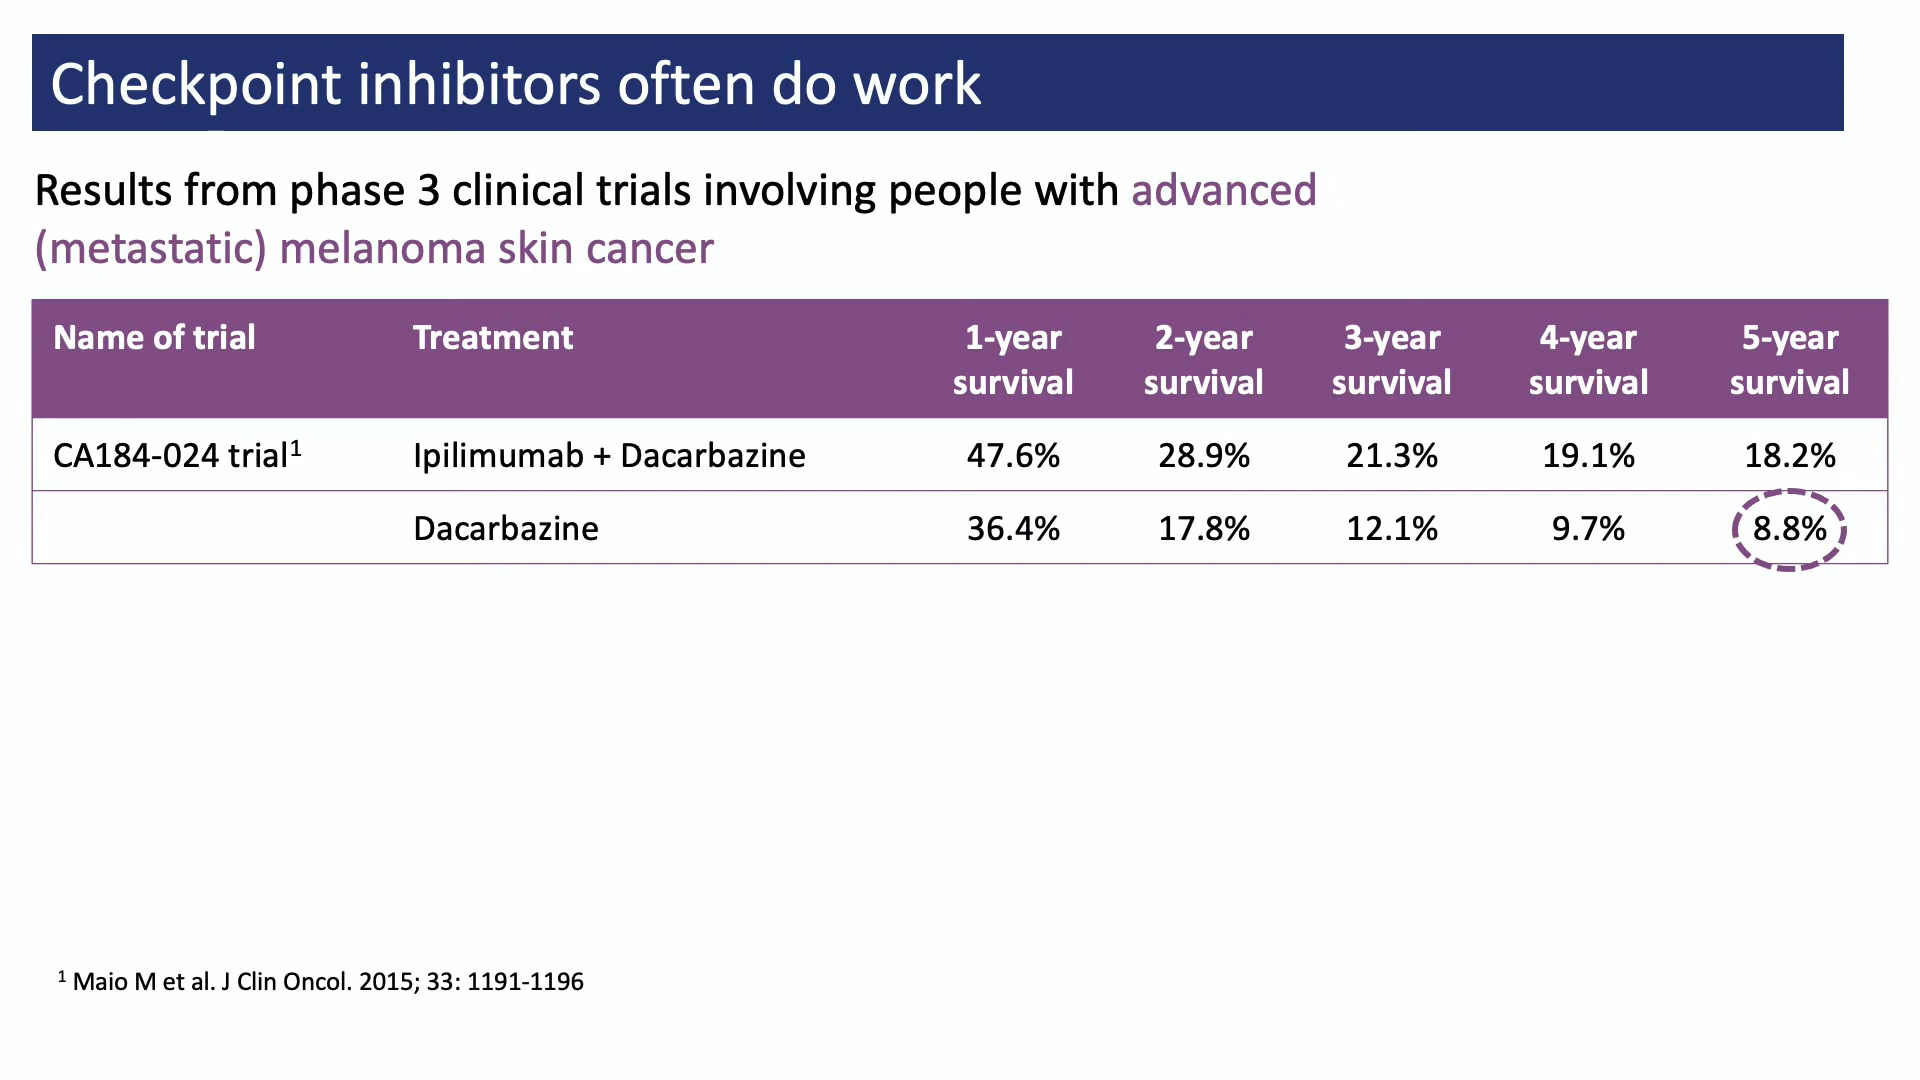 Checkpoint inhibitors often do work
Results from phase 3 clinical trials involving people with advanced
(metastatic) melanoma skin cancer
Name of trial Treatment 1-year survival 2-year survival 3-year survival 4-year survival 5-year survival
CA184-024 trial¹ Ipilimumab + Dacarbazine 47.6% 28.9% 21.3% 19.1% 18.2%
Dacarbazine 36.4% 17.8% 12.1% 9.7% 8.8%
¹ Maio M et al. J Clin Oncol. 2015; 33: 1191-1196